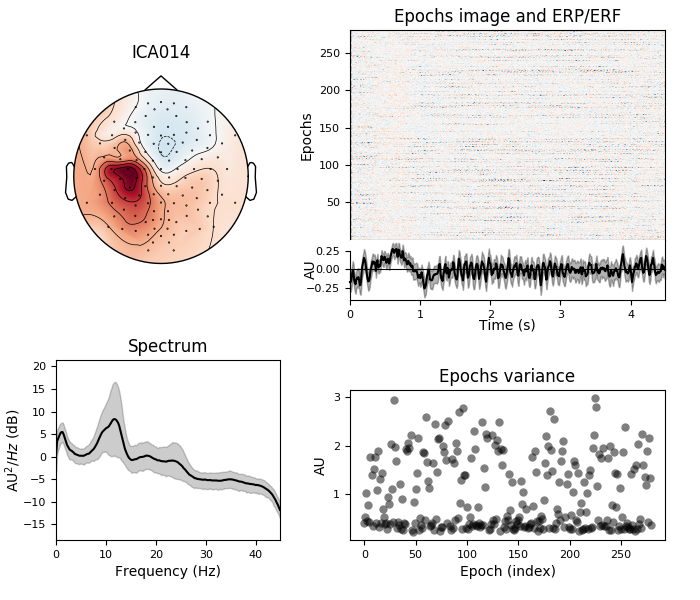 ICA014
Epochs image and ERP/ERF
Epochs
250
200
150
100
50
AU
0.25
0.00
−0.25
0 1 2 3 4
Time (s)
Spectrum
AU²/Hz (dB)
20
15
10
5
0
−5
−10
−15
0 10 20 30 40
Frequency (Hz)
Epochs variance
AU
3
2
1
0 50 100 150 200 250
Epoch (index)